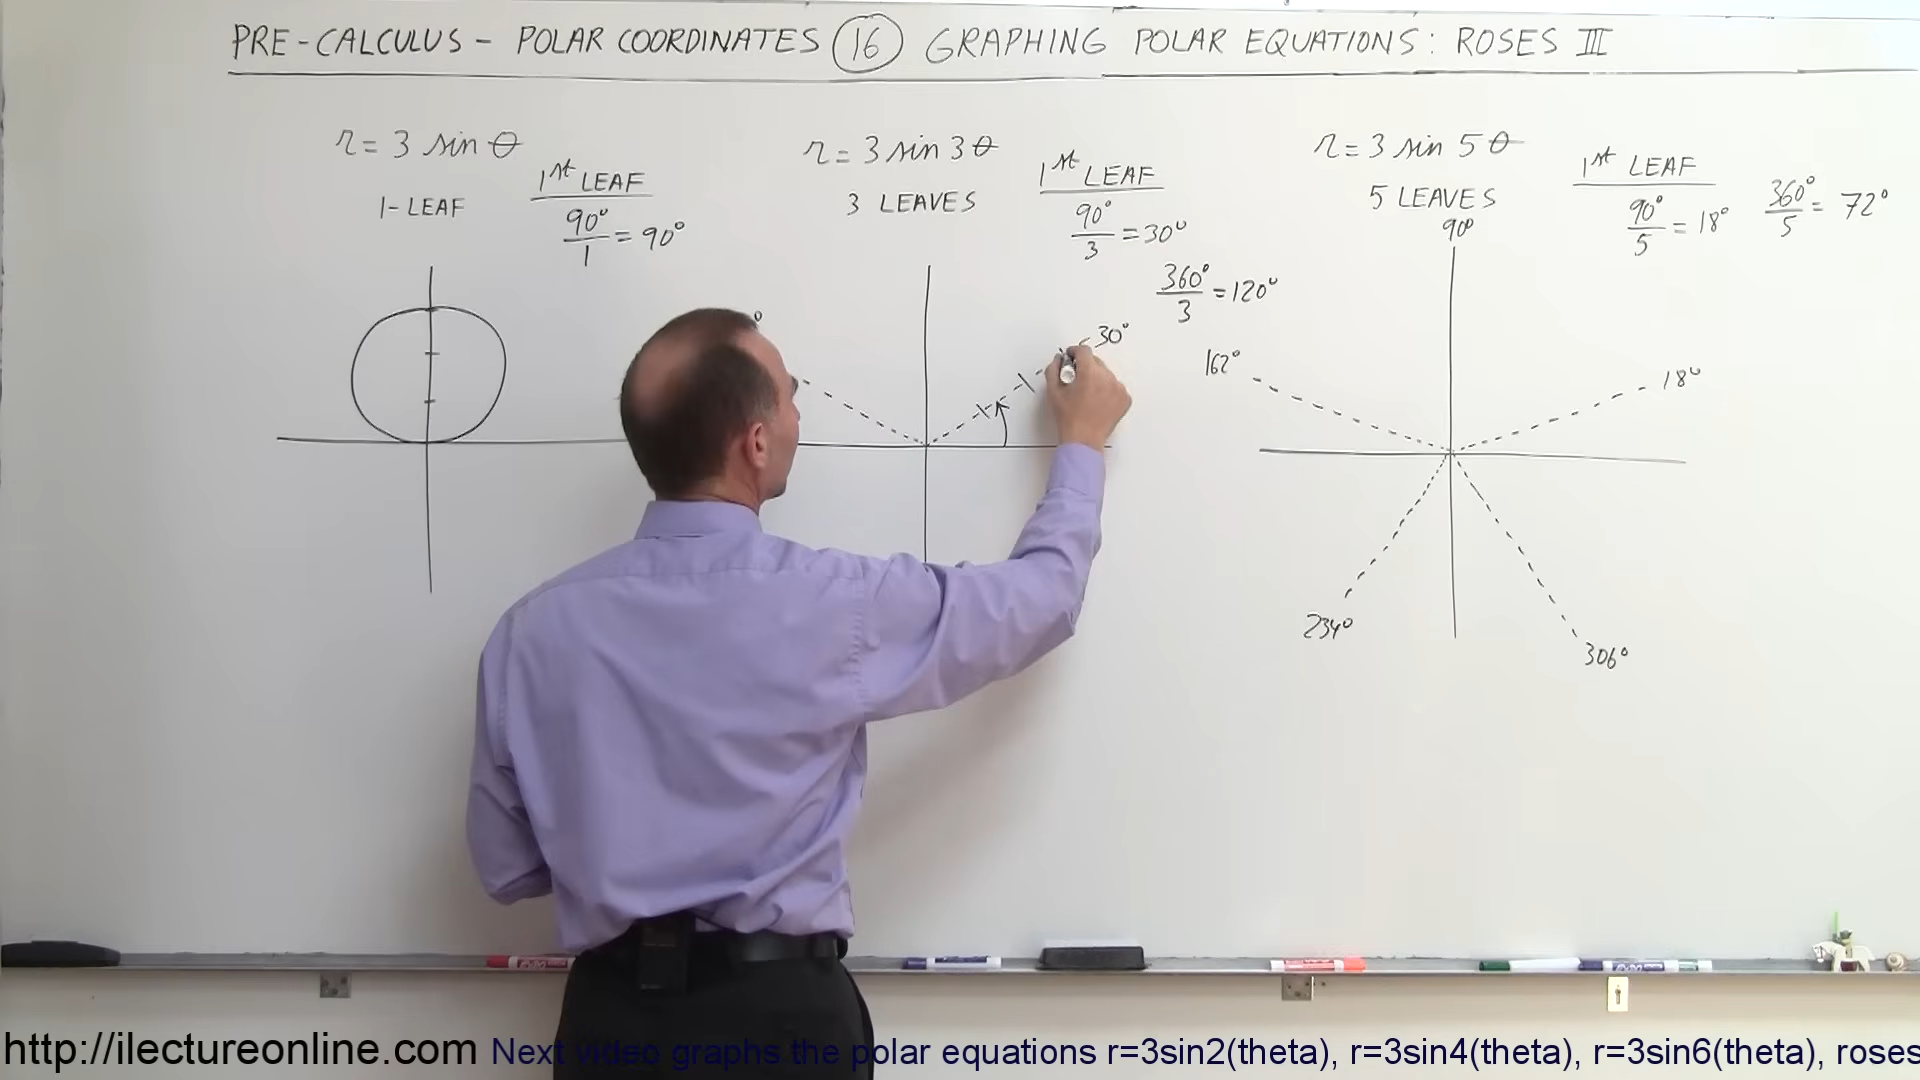 PRE-CALCULUS - POLAR COORDINATES 16 GRAPHING POLAR EQUATIONS: ROSES III
r = 3 sin θ
1-LEAF
1st LEAF
90°/1 = 90°
r = 3 sin 3θ
3 LEAVES
1st LEAF
90°/3 = 30°
360°/3 = 120°
30°
r = 3 sin 5θ
5 LEAVES
1st LEAF
90°/5 = 18°
360°/5 = 72°
90°
162°
18°
234°
306°
http://ilectureonline.com Next video graphs the polar equations r=3sin2(theta), r=3sin4(theta), r=3sin6(theta), roses